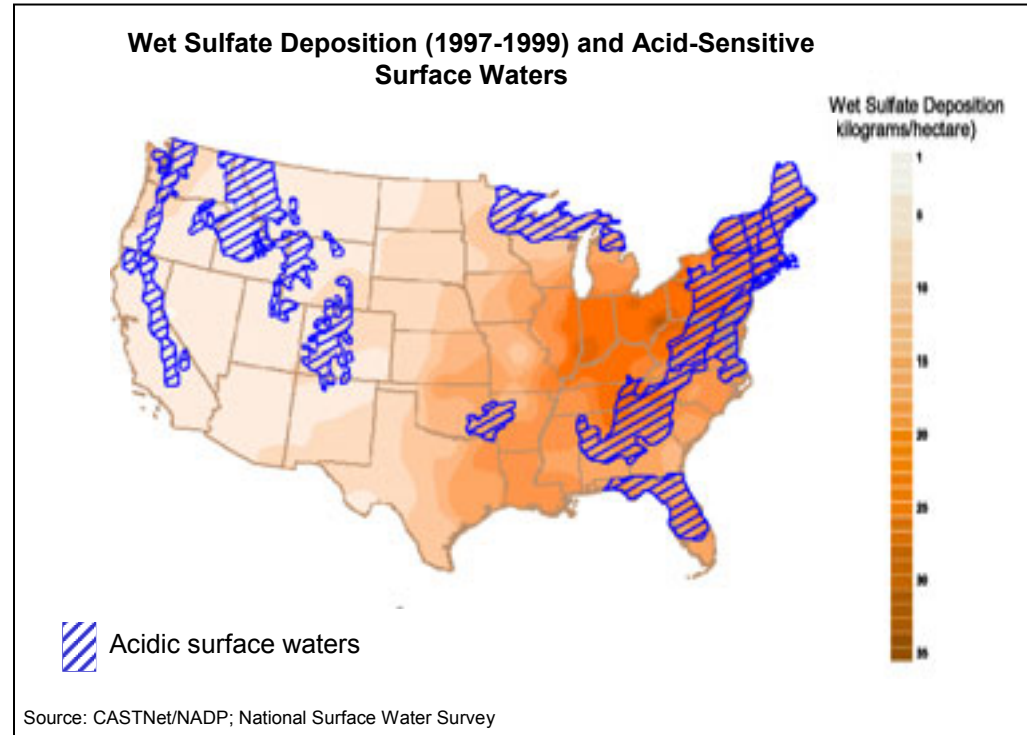 Wet Sulfate Deposition (1997-1999) and Acid-Sensitive
Surface Waters
Wet Sulfate Deposition
kilograms/hectare)
1
5
10
15
20
25
30
35
Acidic surface waters
Source: CASTNet/NADP; National Surface Water Survey